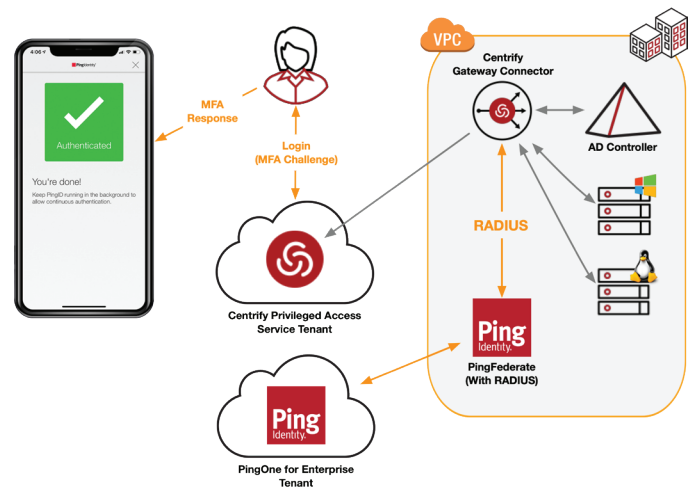 4:06
PingIdentity
Authenticated
You're done!
Keep PingID running in the background to
allow continuous authentication.
MFA
Response
Login
(MFA Challenge)
Centrify Privileged Access
Service Tenant
Ping
Identity.
PingOne for Enterprise
Tenant
VPC
Centrify
Gateway Connector
AD Controller
RADIUS
Ping
Identity.
PingFederate
(With RADIUS)